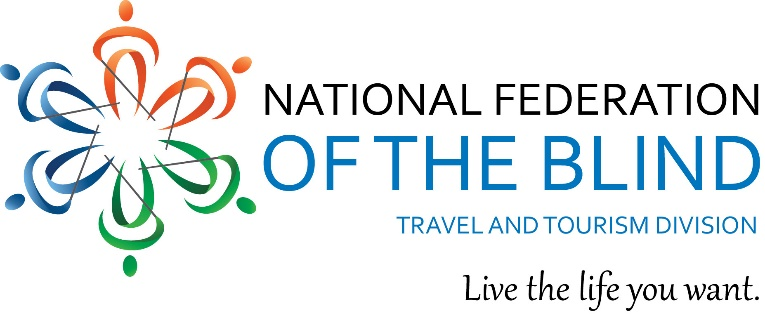 NATIONAL FEDERATION
OF THE BLIND
TRAVEL AND TOURISM DIVISION
Live the life you want.